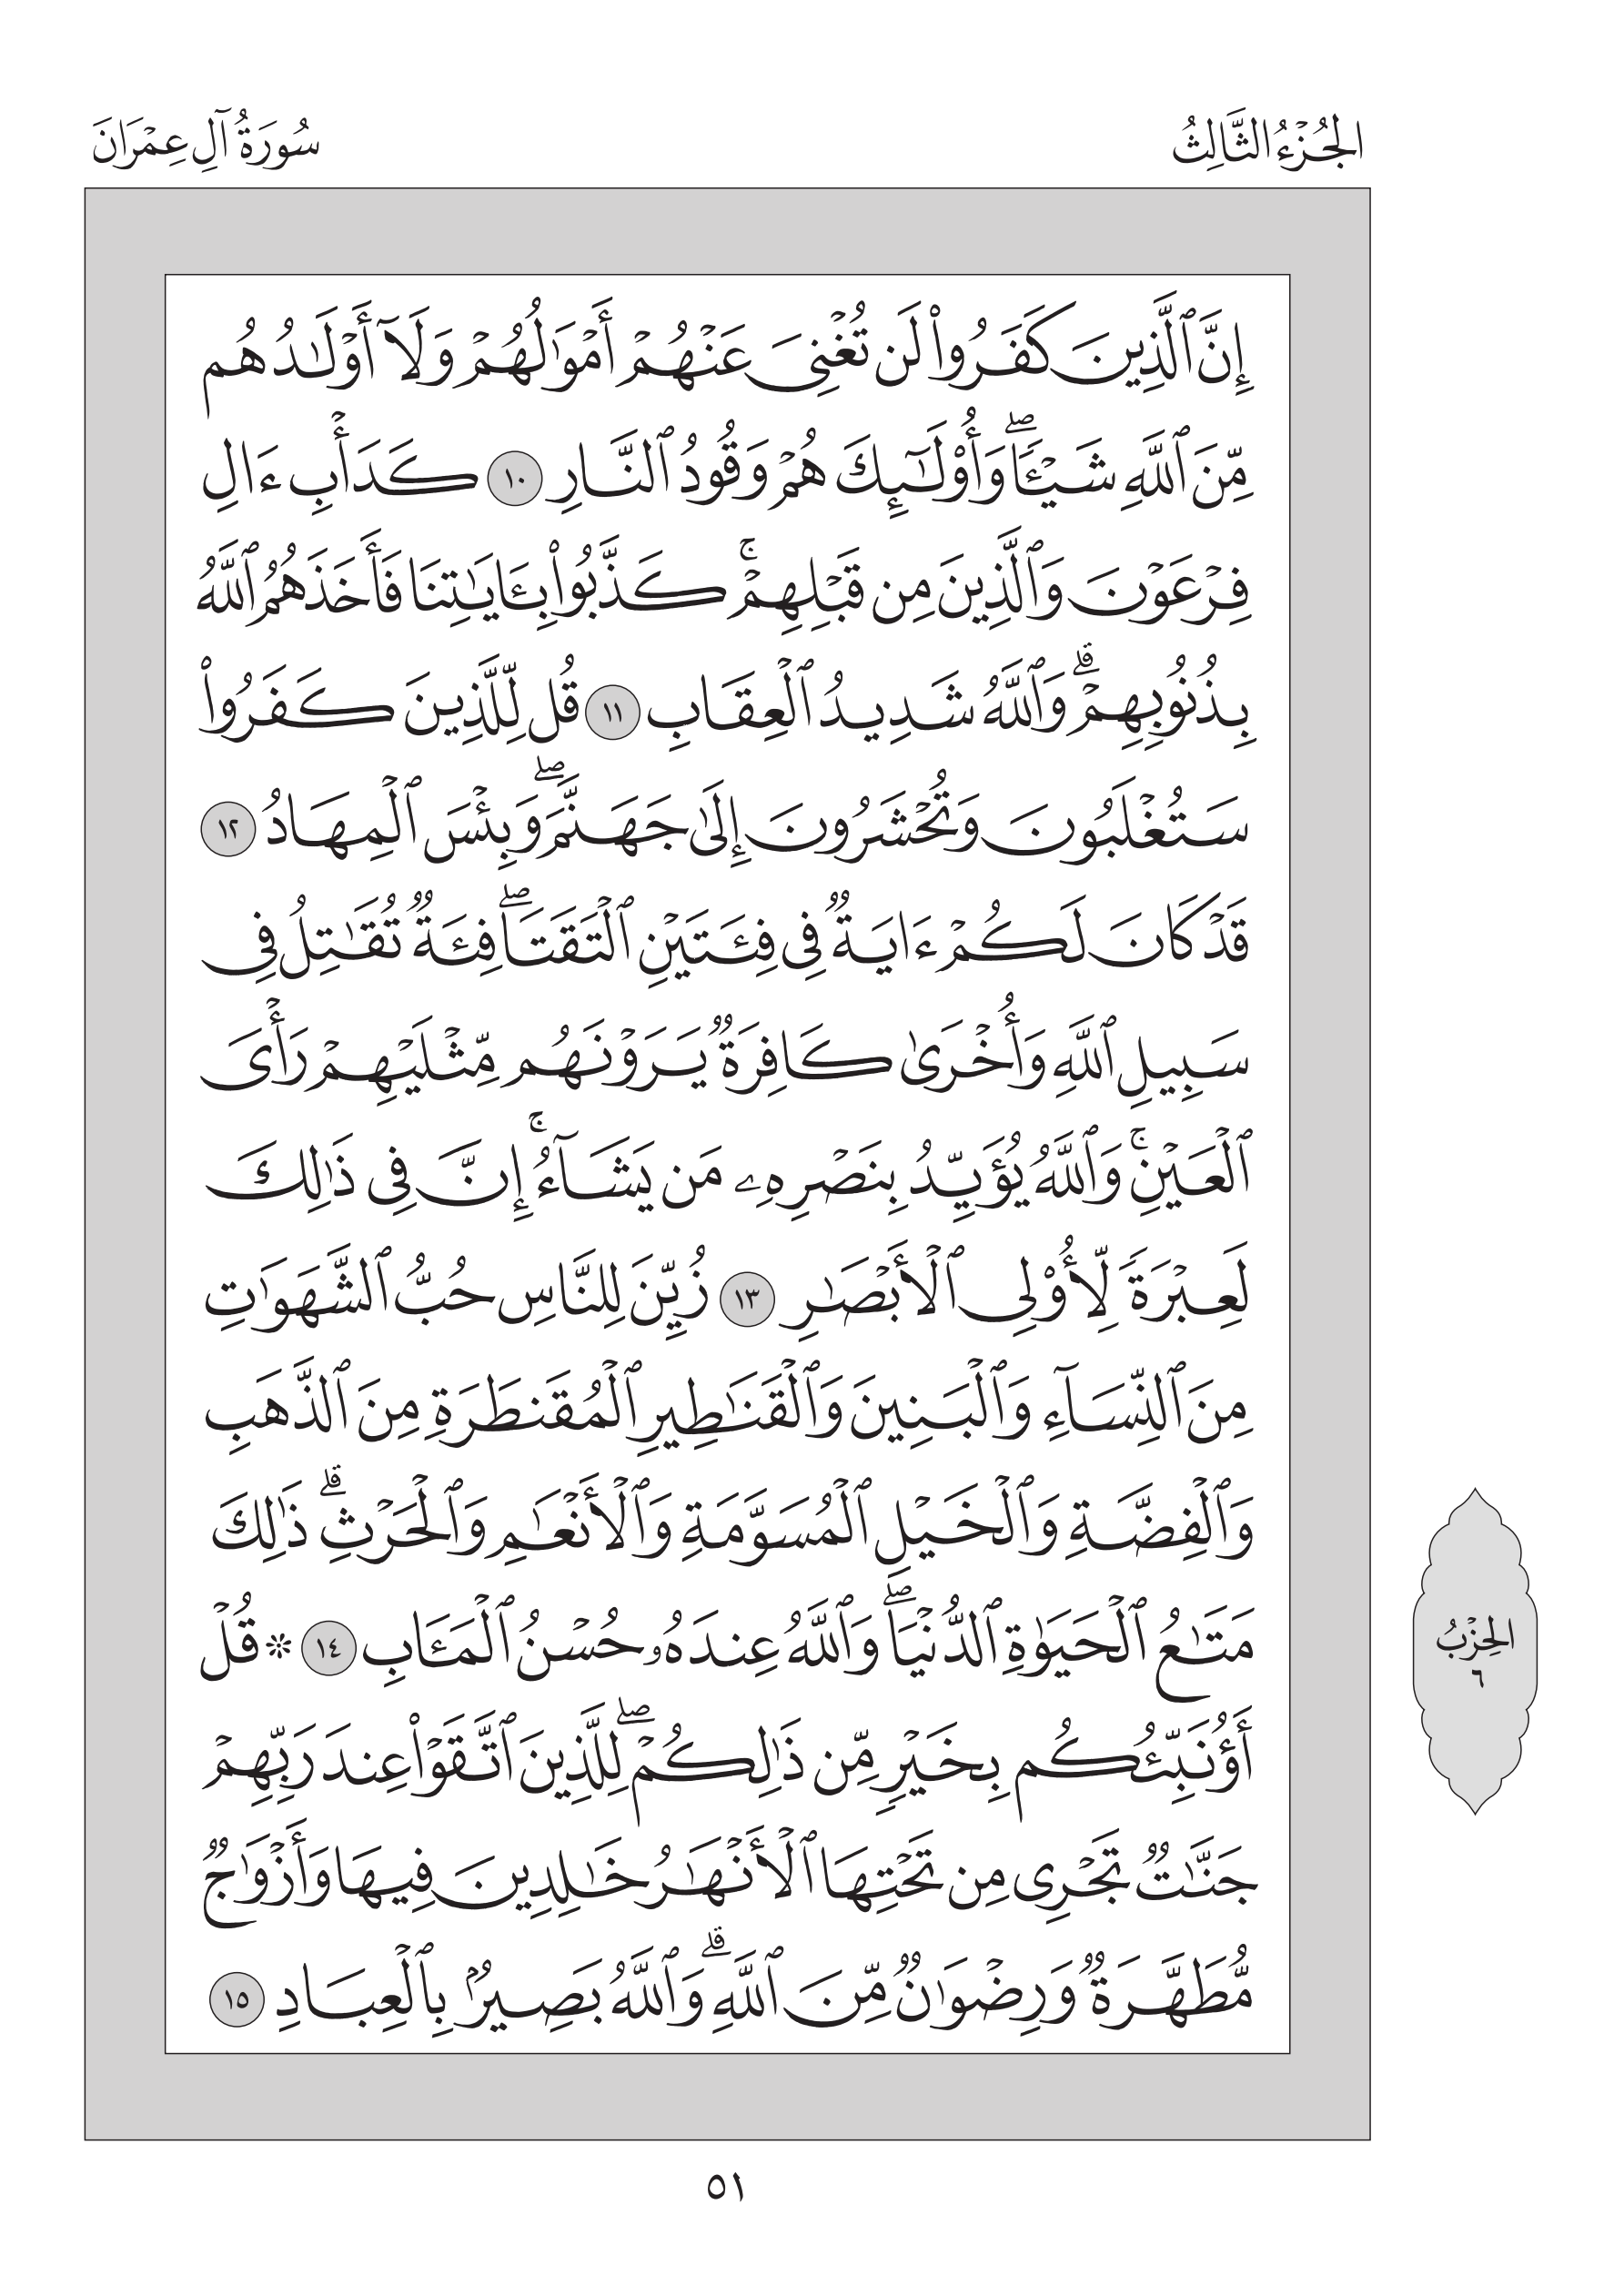 الجُزْءُ الثَّالِثُ
سُورَةُ آلِ عِمْرَانَ
إِنَّ ٱلَّذِينَ كَفَرُوا۟ لَن تُغْنِىَ عَنْهُمْ أَمْوَٰلُهُمْ وَلَآ أَوْلَـٰدُهُم
مِّنَ ٱللَّهِ شَيْـًٔا ۖ وَأُو۟لَـٰٓئِكَ هُمْ وَقُودُ ٱلنَّارِ ١٠ كَدَأْبِ ءَالِ
فِرْعَوْنَ وَٱلَّذِينَ مِن قَبْلِهِمْ ۚ كَذَّبُوا۟ بِـَٔايَـٰتِنَا فَأَخَذَهُمُ ٱللَّهُ
بِذُنُوبِهِمْ ۗ وَٱللَّهُ شَدِيدُ ٱلْعِقَابِ ١١ قُل لِّلَّذِينَ كَفَرُوا۟
سَتُغْلَبُونَ وَتُحْشَرُونَ إِلَىٰ جَهَنَّمَ ۖ وَبِئْسَ ٱلْمِهَادُ ١٢
قَدْ كَانَ لَكُمْ ءَايَةٌ فِى فِئَتَيْنِ ٱلْتَقَتَا ۖ فِئَةٌ تُقَـٰتِلُ فِى
سَبِيلِ ٱللَّهِ وَأُخْرَىٰ كَافِرَةٌ يَرَوْنَهُم مِّثْلَيْهِمْ رَأْىَ
ٱلْعَيْنِ ۚ وَٱللَّهُ يُؤَيِّدُ بِنَصْرِهِۦ مَن يَشَآءُ ۚ إِنَّ فِى ذَٰلِكَ
لَعِبْرَةً لِّأُو۟لِى ٱلْأَبْصَـٰرِ ١٣ زُيِّنَ لِلنَّاسِ حُبُّ ٱلشَّهَوَٰتِ
مِنَ ٱلنِّسَآءِ وَٱلْبَنِينَ وَٱلْقَنَـٰطِيرِ ٱلْمُقَنطَرَةِ مِنَ ٱلذَّهَبِ
وَٱلْفِضَّةِ وَٱلْخَيْلِ ٱلْمُسَوَّمَةِ وَٱلْأَنْعَـٰمِ وَٱلْحَرْثِ ۗ ذَٰلِكَ
مَتَـٰعُ ٱلْحَيَوٰةِ ٱلدُّنْيَا ۖ وَٱللَّهُ عِندَهُۥ حُسْنُ ٱلْمَـَٔابِ ١٤ ۞ قُلْ
أَؤُنَبِّئُكُم بِخَيْرٍ مِّن ذَٰلِكُمْ ۖ لِلَّذِينَ ٱتَّقَوْا۟ عِندَ رَبِّهِمْ
جَنَّـٰتٌ تَجْرِى مِن تَحْتِهَا ٱلْأَنْهَـٰرُ خَـٰلِدِينَ فِيهَا وَأَزْوَٰجٌ
مُّطَهَّرَةٌ وَرِضْوَٰنٌ مِّنَ ٱللَّهِ ۗ وَٱللَّهُ بَصِيرٌۢ بِٱلْعِبَادِ ١٥
الحِزْبُ
٦
٥١